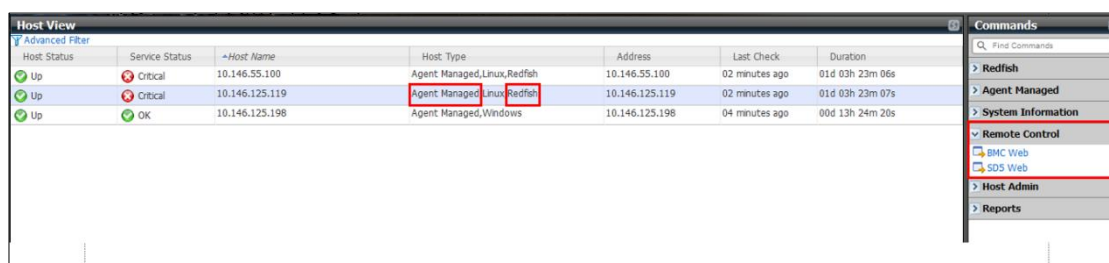 Host View
Advanced Filter
Host Status Service Status Host Name Host Type Address Last Check Duration
Up Critical 10.146.55.100 Agent Managed,Linux,Redfish 10.146.55.100 02 minutes ago 01d 03h 23m 06s
Up Critical 10.146.125.119 Agent Managed,Linux,Redfish 10.146.125.119 02 minutes ago 01d 03h 23m 07s
Up OK 10.146.125.198 Agent Managed,Windows 10.146.125.198 04 minutes ago 00d 13h 24m 20s
Commands
Find Commands
Redfish
Agent Managed
System Information
Remote Control
BMC Web
SD5 Web
Host Admin
Reports